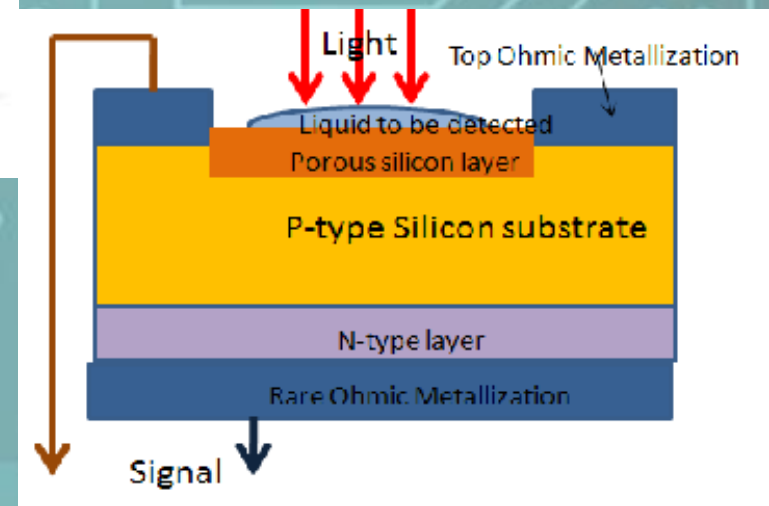 Light
Top Ohmic Metallization
Liquid to be detected
Porous silicon layer
P-type Silicon substrate
N-type layer
Rare Ohmic Metallization
Signal